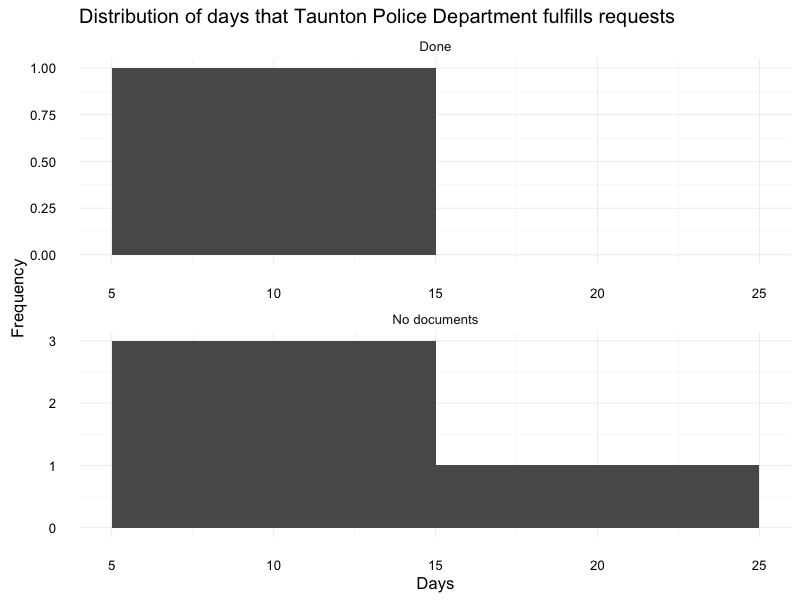 Distribution of days that Taunton Police Department fulfills requests
Done
1.00
0.75
0.50
0.25
0.00
5 10 15 20 25
Frequency
No documents
3
2
1
0
5 10 15 20 25
Days